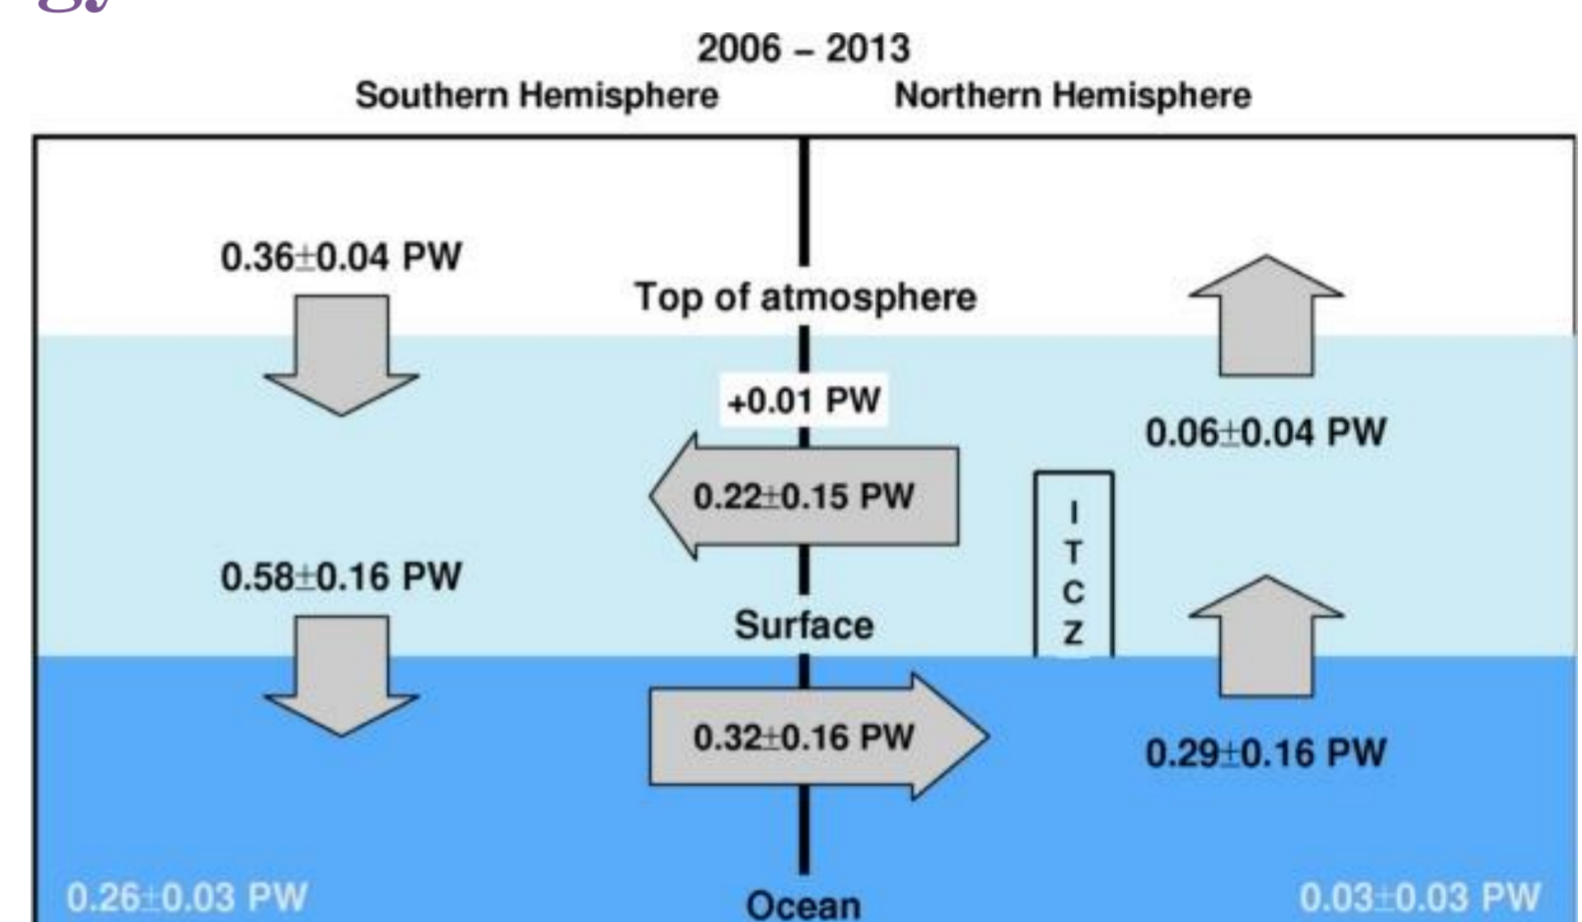 2006 – 2013
Southern Hemisphere Northern Hemisphere
0.36±0.04 PW
Top of atmosphere
+0.01 PW
0.06±0.04 PW
0.22±0.15 PW
I
T
C
Z
0.58±0.16 PW
Surface
0.32±0.16 PW
0.29±0.16 PW
0.26±0.03 PW
Ocean
0.03±0.03 PW